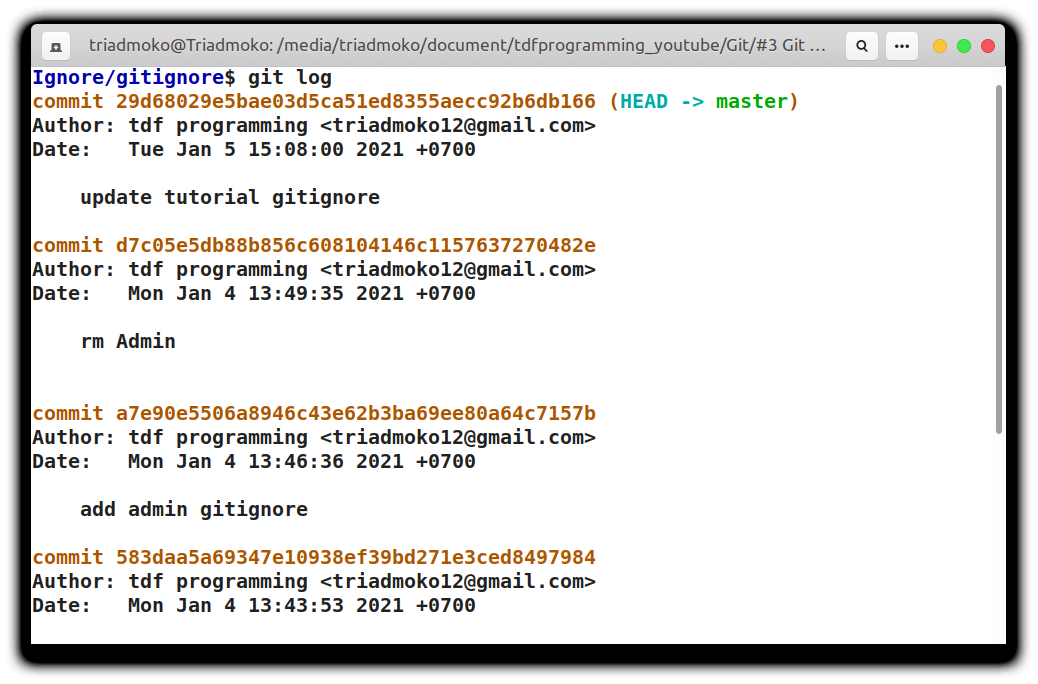 triadmoko@Triadmoko: /media/triadmoko/document/tdfprogramming_youtube/Git/#3 Git ...
Ignore/gitignore$ git log
commit 29d68029e5bae03d5ca51ed8355aecc92b6db166 (HEAD -> master)
Author: tdf programming <triadmoko12@gmail.com>
Date:   Tue Jan 5 15:08:00 2021 +0700
    update tutorial gitignore
commit d7c05e5db88b856c608104146c1157637270482e
Author: tdf programming <triadmoko12@gmail.com>
Date:   Mon Jan 4 13:49:35 2021 +0700
    rm Admin
commit a7e90e5506a8946c43e62b3ba69ee80a64c7157b
Author: tdf programming <triadmoko12@gmail.com>
Date:   Mon Jan 4 13:46:36 2021 +0700
    add admin gitignore
commit 583daa5a69347e10938ef39bd271e3ced8497984
Author: tdf programming <triadmoko12@gmail.com>
Date:   Mon Jan 4 13:43:53 2021 +0700